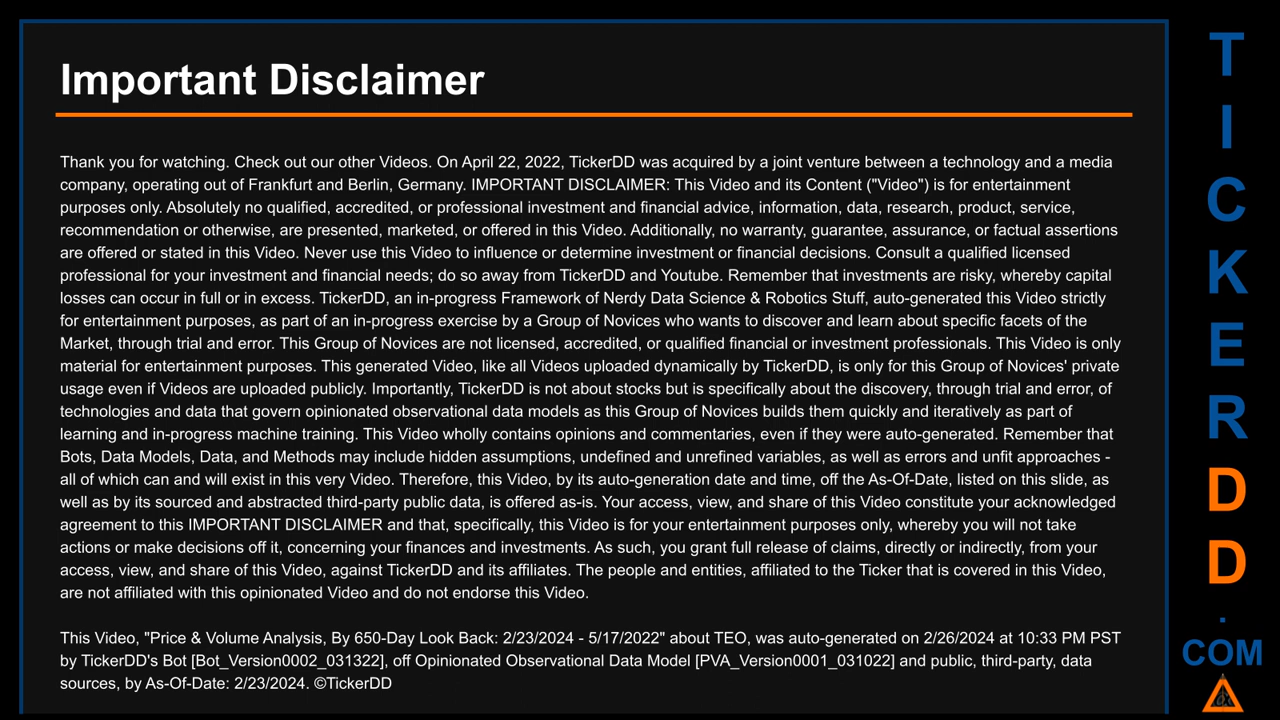 Important Disclaimer
Thank you for watching. Check out our other Videos. On April 22, 2022, TickerDD was acquired by a joint venture between a technology and a media
company, operating out of Frankfurt and Berlin, Germany. IMPORTANT DISCLAIMER: This Video and its Content ("Video") is for entertainment
purposes only. Absolutely no qualified, accredited, or professional investment and financial advice, information, data, research, product, service,
recommendation or otherwise, are presented, marketed, or offered in this Video. Additionally, no warranty, guarantee, assurance, or factual assertions
are offered or stated in this Video. Never use this Video to influence or determine investment or financial decisions. Consult a qualified licensed
professional for your investment and financial needs; do so away from TickerDD and Youtube. Remember that investments are risky, whereby capital
losses can occur in full or in excess. TickerDD, an in-progress Framework of Nerdy Data Science & Robotics Stuff, auto-generated this Video strictly
for entertainment purposes, as part of an in-progress exercise by a Group of Novices who wants to discover and learn about specific facets of the
Market, through trial and error. This Group of Novices are not licensed, accredited, or qualified financial or investment professionals. This Video is only
material for entertainment purposes. This generated Video, like all Videos uploaded dynamically by TickerDD, is only for this Group of Novices' private
usage even if Videos are uploaded publicly. Importantly, TickerDD is not about stocks but is specifically about the discovery, through trial and error, of
technologies and data that govern opinionated observational data models as this Group of Novices builds them quickly and iteratively as part of
learning and in-progress machine training. This Video wholly contains opinions and commentaries, even if they were auto-generated. Remember that
Bots, Data Models, Data, and Methods may include hidden assumptions, undefined and unrefined variables, as well as errors and unfit approaches -
all of which can and will exist in this very Video. Therefore, this Video, by its auto-generation date and time, off the As-Of-Date, listed on this slide, as
well as by its sourced and abstracted third-party public data, is offered as-is. Your access, view, and share of this Video constitute your acknowledged
agreement to this IMPORTANT DISCLAIMER and that, specifically, this Video is for your entertainment purposes only, whereby you will not take
actions or make decisions off it, concerning your finances and investments. As such, you grant full release of claims, directly or indirectly, from your
access, view, and share of this Video, against TickerDD and its affiliates. The people and entities, affiliated to the Ticker that is covered in this Video,
are not affiliated with this opinionated Video and do not endorse this Video.
This Video, "Price & Volume Analysis, By 650-Day Look Back: 2/23/2024 - 5/17/2022" about TEO, was auto-generated on 2/26/2024 at 10:33 PM PST
by TickerDD's Bot [Bot_Version0002_031322], off Opinionated Observational Data Model [PVA_Version0001_031022] and public, third-party, data
sources, by As-Of-Date: 2/23/2024. ©TickerDD
T
I
C
K
E
R
D
D
.
COM